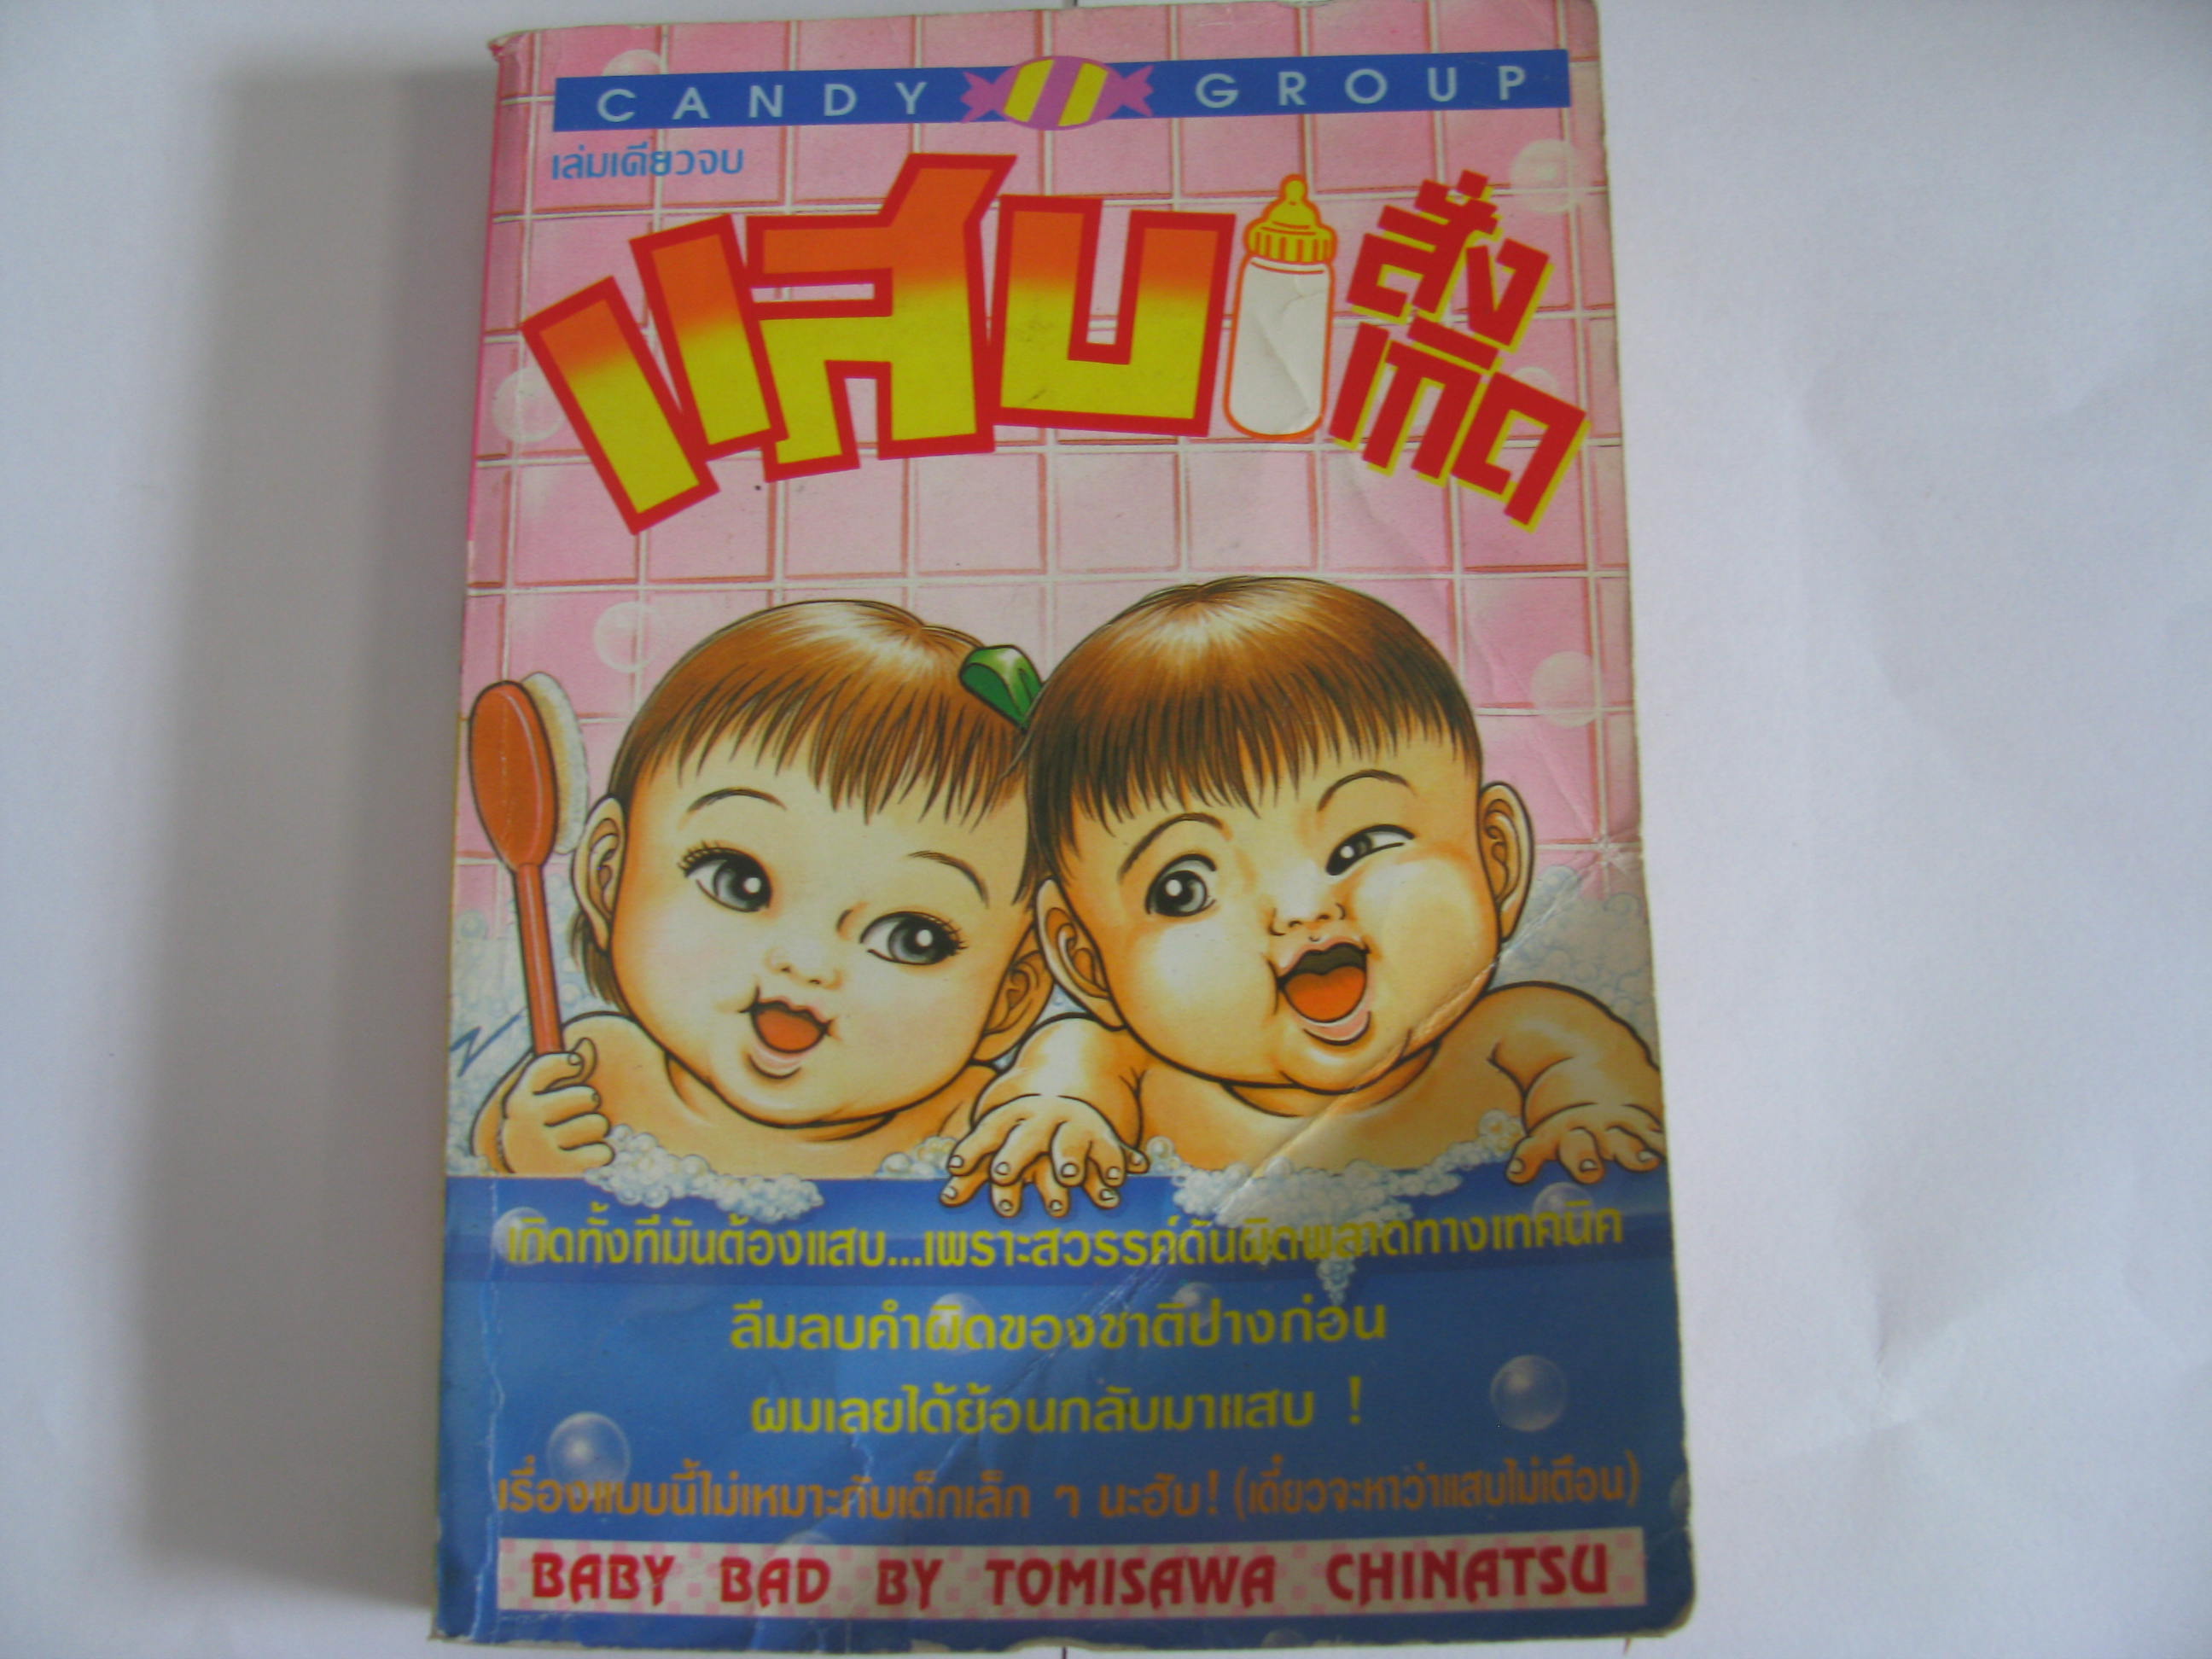 CANDY GROUP
เล่มเดียวจบ
แสบ สั่ง
เกิด
เกิดทั้งทีมันต้องแสบ...เพราะสวรรค์ดันผิดพลาดทางเทคนิค
ลืมลบคำผิดของชาติปางก่อน
ผมเลยได้ย้อนกลับมาแสบ !
เรื่องแบบนี้ไม่เหมาะกับเด็กเล็ก ๆ นะฮับ! (เดี๋ยวจะหาว่าแสบไม่เตือน)
BABY BAD BY TOMISAWA CHINATSU